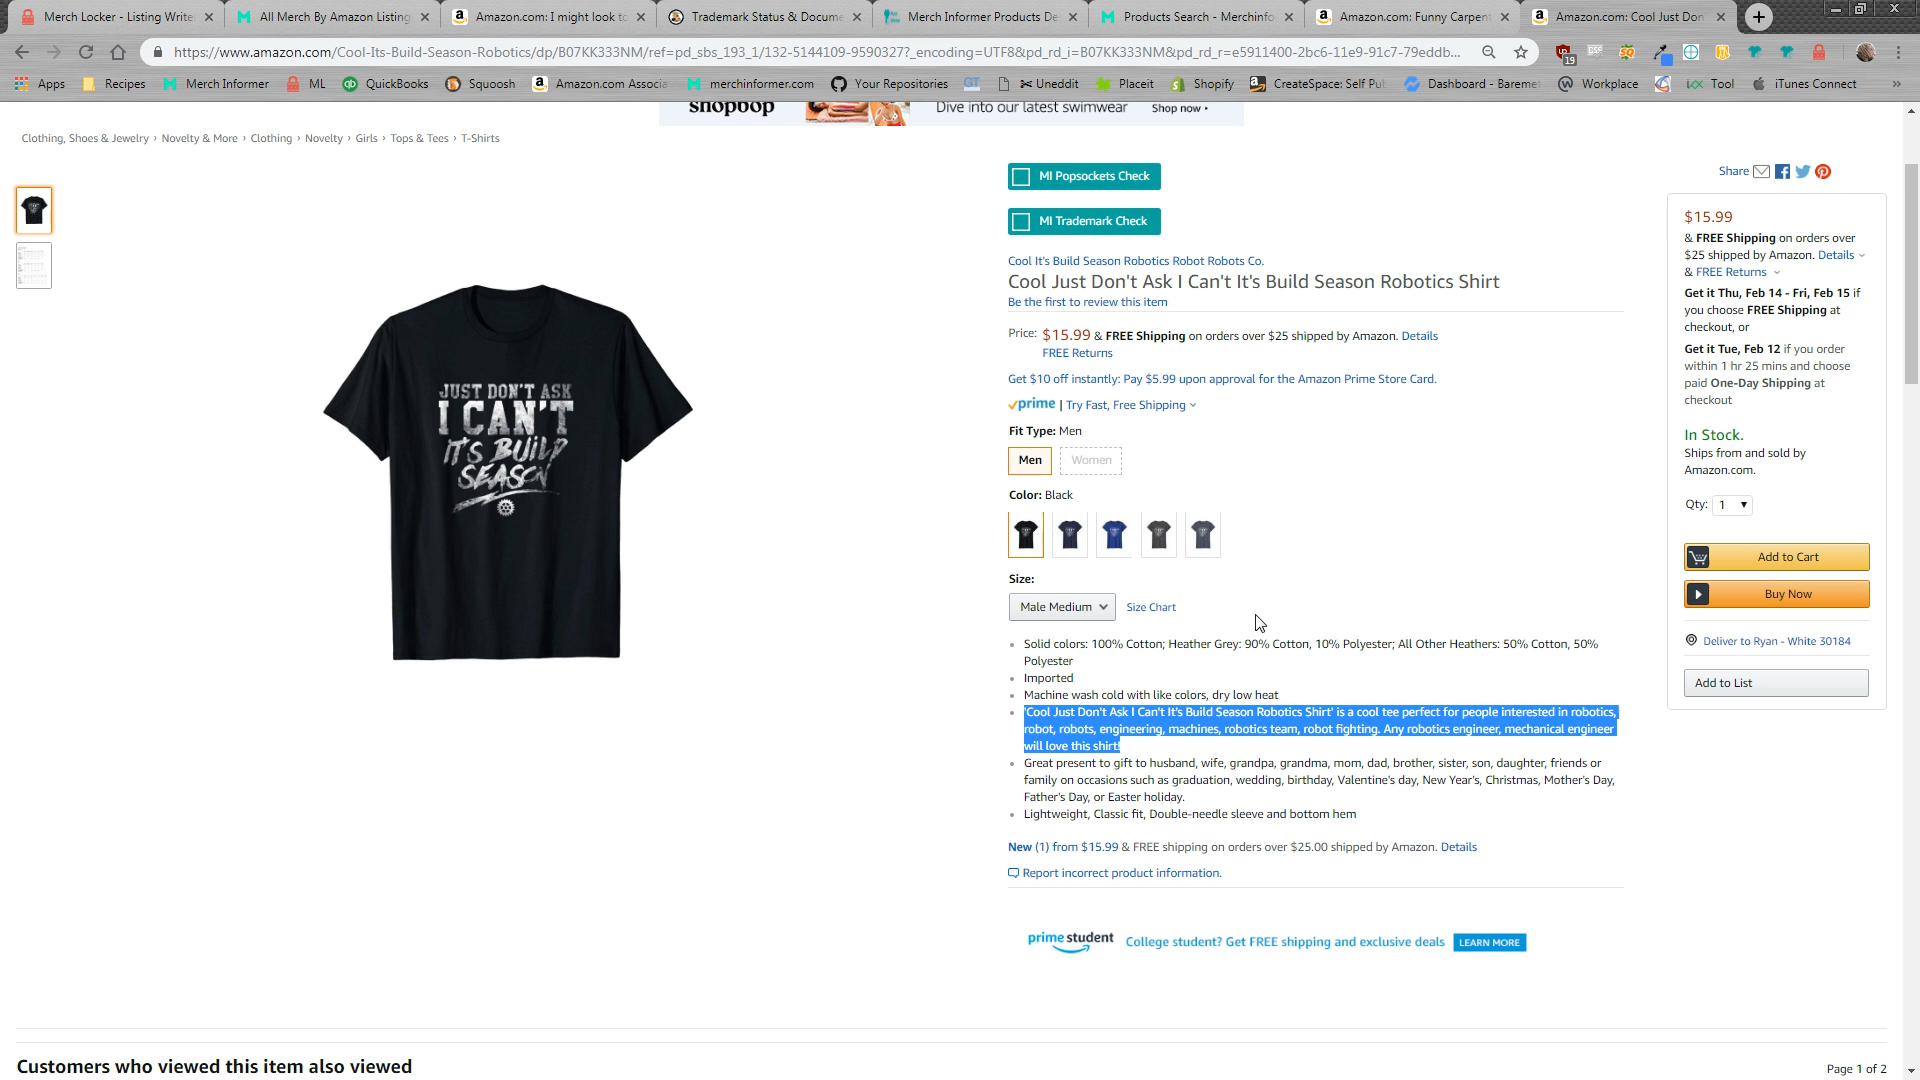 Merch Locker - Listing Write
All Merch By Amazon Listing
Amazon.com: I might look to
Trademark Status & Docume
Merch Informer Products De
Products Search - Merchinfo
Amazon.com: Funny Carpent
Amazon.com: Cool Just Don
https://www.amazon.com/Cool-Its-Build-Season-Robotics/dp/B07KK333NM/ref=pd_sbs_193_1/132-5144109-9590327?_encoding=UTF8&pd_rd_i=B07KK333NM&pd_rd_r=e5911400-2bc6-11e9-91c7-79eddb...
19
Apps
Recipes
Merch Informer
ML
QuickBooks
Squoosh
Amazon.com Associa
merchinformer.com
Your Repositories
GT
Uneddit
Placeit
Shopify
CreateSpace: Self Pu
Dashboard - Bareme
Workplace
Tool
iTunes Connect
»
shopbop
Dive into our latest swimwear
Shop now ›
Clothing, Shoes & Jewelry › Novelty & More › Clothing › Novelty › Girls › Tops & Tees › T-Shirts
MI Popsockets Check
MI Trademark Check
Cool It's Build Season Robotics Robot Robots Co.
Cool Just Don't Ask I Can't It's Build Season Robotics Shirt
Be the first to review this item
Price: $15.99 & FREE Shipping on orders over $25 shipped by Amazon. Details
FREE Returns
Get $10 off instantly: Pay $5.99 upon approval for the Amazon Prime Store Card.
prime | Try Fast, Free Shipping
Fit Type: Men
Men
Women
Color: Black
Size:
Male Medium
Size Chart
Solid colors: 100% Cotton; Heather Grey: 90% Cotton, 10% Polyester; All Other Heathers: 50% Cotton, 50%
Polyester
Imported
Machine wash cold with like colors, dry low heat
'Cool Just Don't Ask I Can't It's Build Season Robotics Shirt' is a cool tee perfect for people interested in robotics,
robot, robots, engineering, machines, robotics team, robot fighting. Any robotics engineer, mechanical engineer
will love this shirt!
Great present to gift to husband, wife, grandpa, grandma, mom, dad, brother, sister, son, daughter, friends or
family on occasions such as graduation, wedding, birthday, Valentine's day, New Year's, Christmas, Mother's Day,
Father's Day, or Easter holiday.
Lightweight, Classic fit, Double-needle sleeve and bottom hem
New (1) from $15.99 & FREE shipping on orders over $25.00 shipped by Amazon. Details
Report incorrect product information.
prime student
College student? Get FREE shipping and exclusive deals
LEARN MORE
JUST DON'T ASK
I CAN'T
IT'S BUILD
SEASON
Share
$15.99
& FREE Shipping on orders over
$25 shipped by Amazon. Details
& FREE Returns
Get it Thu, Feb 14 - Fri, Feb 15 if
you choose FREE Shipping at
checkout, or
Get it Tue, Feb 12 if you order
within 1 hr 25 mins and choose
paid One-Day Shipping at
checkout
In Stock.
Ships from and sold by
Amazon.com.
Qty: 1
Add to Cart
Buy Now
Deliver to Ryan - White 30184
Add to List
Customers who viewed this item also viewed
Page 1 of 2